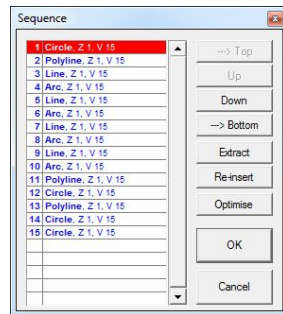 Sequence
1 Circle, Z 1, V 15
2 Polyline, Z 1, V 15
3 Line, Z 1, V 15
4 Arc, Z 1, V 15
5 Line, Z 1, V 15
6 Arc, Z 1, V 15
7 Line, Z 1, V 15
8 Arc, Z 1, V 15
9 Line, Z 1, V 15
10 Arc, Z 1, V 15
11 Polyline, Z 1, V 15
12 Circle, Z 1, V 15
13 Polyline, Z 1, V 15
14 Circle, Z 1, V 15
15 Circle, Z 1, V 15
---> Top
Up
Down
---> Bottom
Extract
Re-insert
Optimise
OK
Cancel